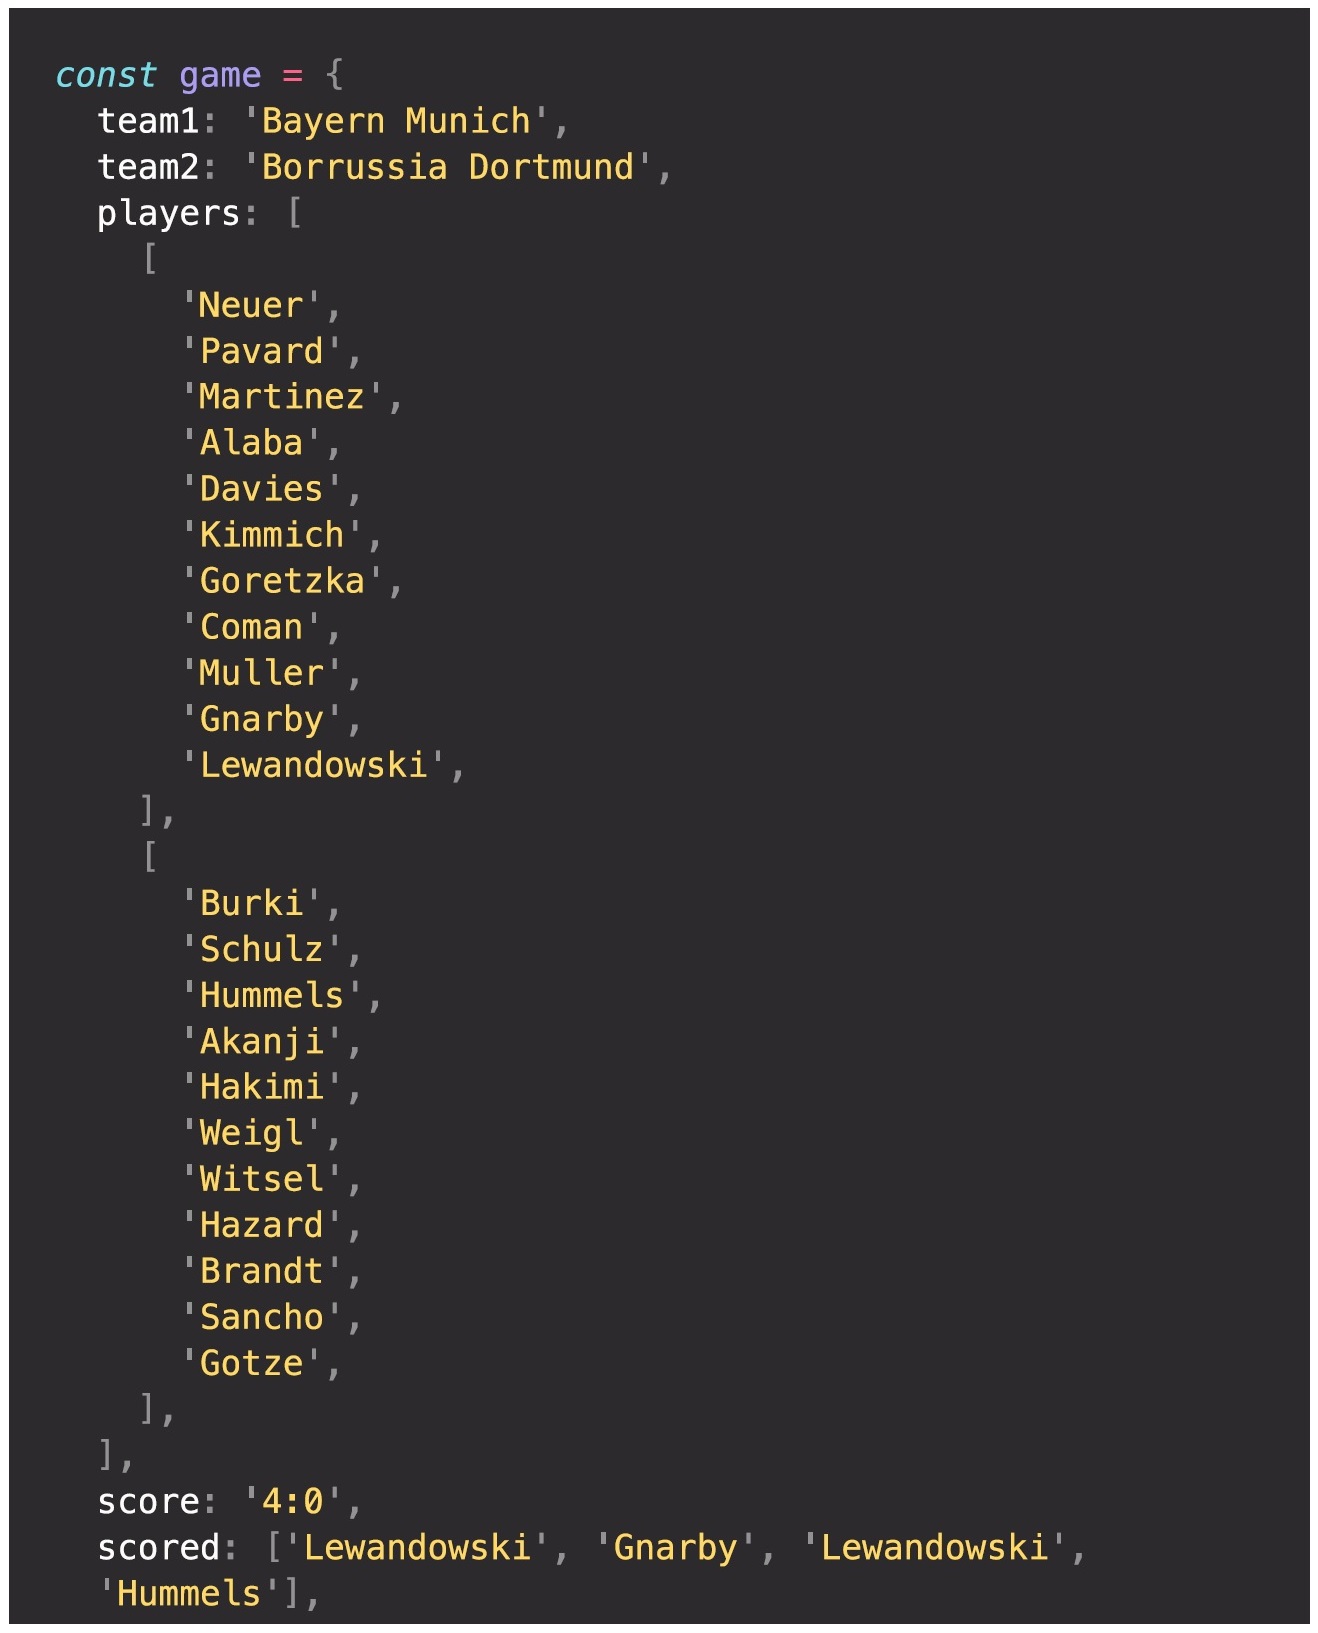 const game = {
team1: 'Bayern Munich',
team2: 'Borrussia Dortmund',
players: [
[
'Neuer',
'Pavard',
'Martinez',
'Alaba',
'Davies',
'Kimmich',
'Goretzka',
'Coman',
'Muller',
'Gnarby',
'Lewandowski',
],
[
'Burki',
'Schulz',
'Hummels',
'Akanji',
'Hakimi',
'Weigl',
'Witsel',
'Hazard',
'Brandt',
'Sancho',
'Gotze',
],
],
score: '4:0',
scored: ['Lewandowski', 'Gnarby', 'Lewandowski',
'Hummels'],